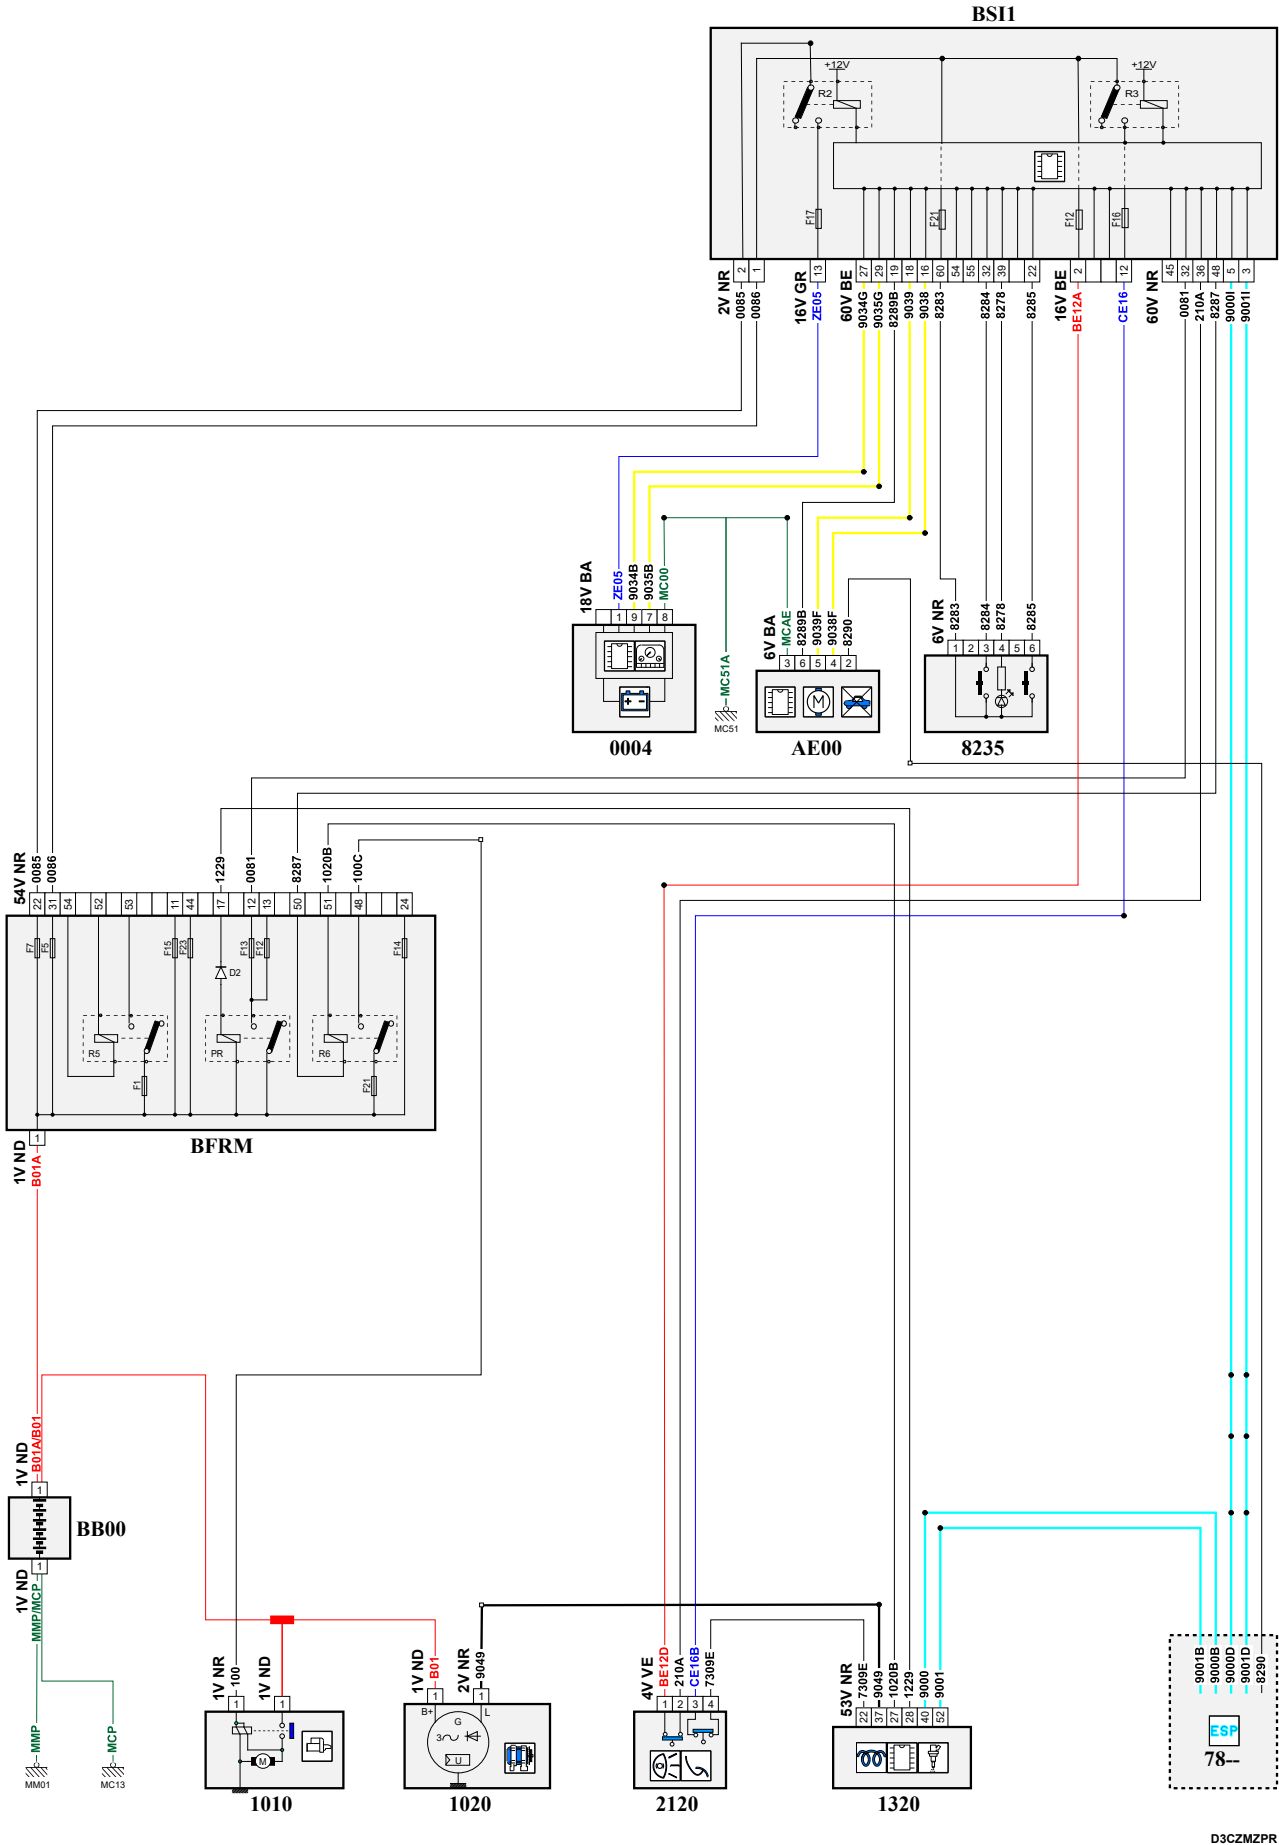 BSI1
+12V
+12V
R2
R3
F17
F21
F12
F16
2V NR
2
1
16V GR
13
60V BE
27
29
19
18
16
60
54
55
32
39
22
16V BE
2
12
60V NR
45
32
36
48
5
3
0085
0086
ZE05
9034G
9035G
8289B
9039
9038
8283
8284
8278
8285
BE12A
CE16
0081
210A
8287
9000I
9001I
18V BA
ZE05
9034B
9035B
MC00
1
9
7
8
0004
MC51A
MC51
6V BA
MCAE
8289B
9039F
9038F
8290
3
6
5
4
2
M
AE00
6V NR
8283
8284
8278
8285
1
2
3
4
5
6
8235
54V NR
0085
0086
1229
0081
8287
1020B
100C
22
31
54
52
53
11
44
17
12
13
50
51
48
24
F7
F5
F15
F23
F13
F12
F14
D2
R5
PR
R6
F1
F21
BFRM
1
1V ND
B01A
1V ND
B01A/B01
1
BB00
1
1V ND
MMP/MCP
MMP
MCP
MM01
MC13
1V NR
100
1V ND
1
1
M
1010
1V ND
B01
2V NR
9049
1
1
B+
L
G
3
U
1020
4V VE
BE12D
210A
CE16B
7309E
1
2
3
4
2120
53V NR
7309E
9049
1020B
1229
9000
9001
22
37
27
28
40
52
1320
9001B
9000B
9000D
9001D
8290
ESP
78--
D3CZMZPR